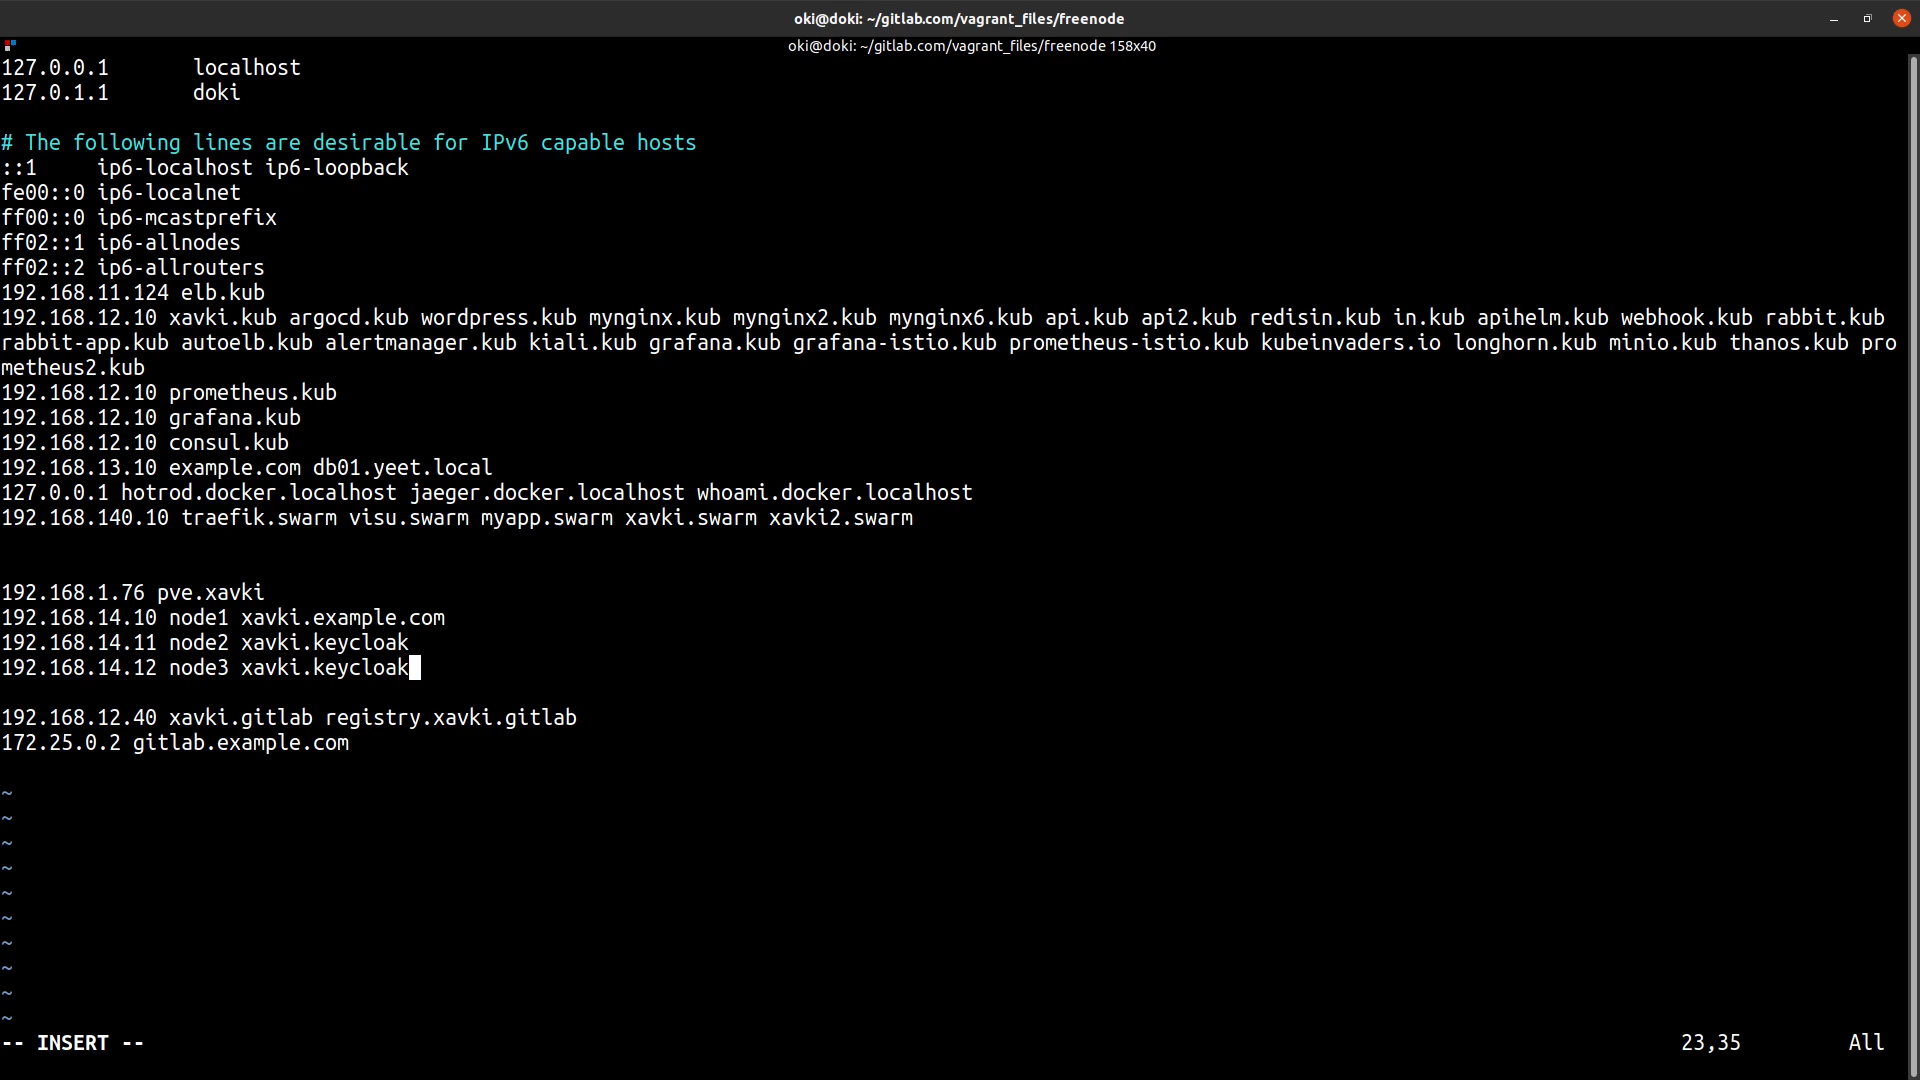 oki@doki: ~/gitlab.com/vagrant_files/freenode
oki@doki: ~/gitlab.com/vagrant_files/freenode 158x40
127.0.0.1       localhost
127.0.1.1       doki

# The following lines are desirable for IPv6 capable hosts
::1     ip6-localhost ip6-loopback
fe00::0 ip6-localnet
ff00::0 ip6-mcastprefix
ff02::1 ip6-allnodes
ff02::2 ip6-allrouters
192.168.11.124 elb.kub
192.168.12.10 xavki.kub argocd.kub wordpress.kub mynginx.kub mynginx2.kub mynginx6.kub api.kub api2.kub redisin.kub in.kub apihelm.kub webhook.kub rabbit.kub
rabbit-app.kub autoelb.kub alertmanager.kub kiali.kub grafana.kub grafana-istio.kub prometheus-istio.kub kubeinvaders.io longhorn.kub minio.kub thanos.kub pro
metheus2.kub
192.168.12.10 prometheus.kub
192.168.12.10 grafana.kub
192.168.12.10 consul.kub
192.168.13.10 example.com db01.yeet.local
127.0.0.1 hotrod.docker.localhost jaeger.docker.localhost whoami.docker.localhost
192.168.140.10 traefik.swarm visu.swarm myapp.swarm xavki.swarm xavki2.swarm


192.168.1.76 pve.xavki
192.168.14.10 node1 xavki.example.com
192.168.14.11 node2 xavki.keycloak
192.168.14.12 node3 xavki.keycloak

192.168.12.40 xavki.gitlab registry.xavki.gitlab
172.25.0.2 gitlab.example.com

~
~
~
~
~
~
~
~
~
~
-- INSERT --                                                                                23,35         All